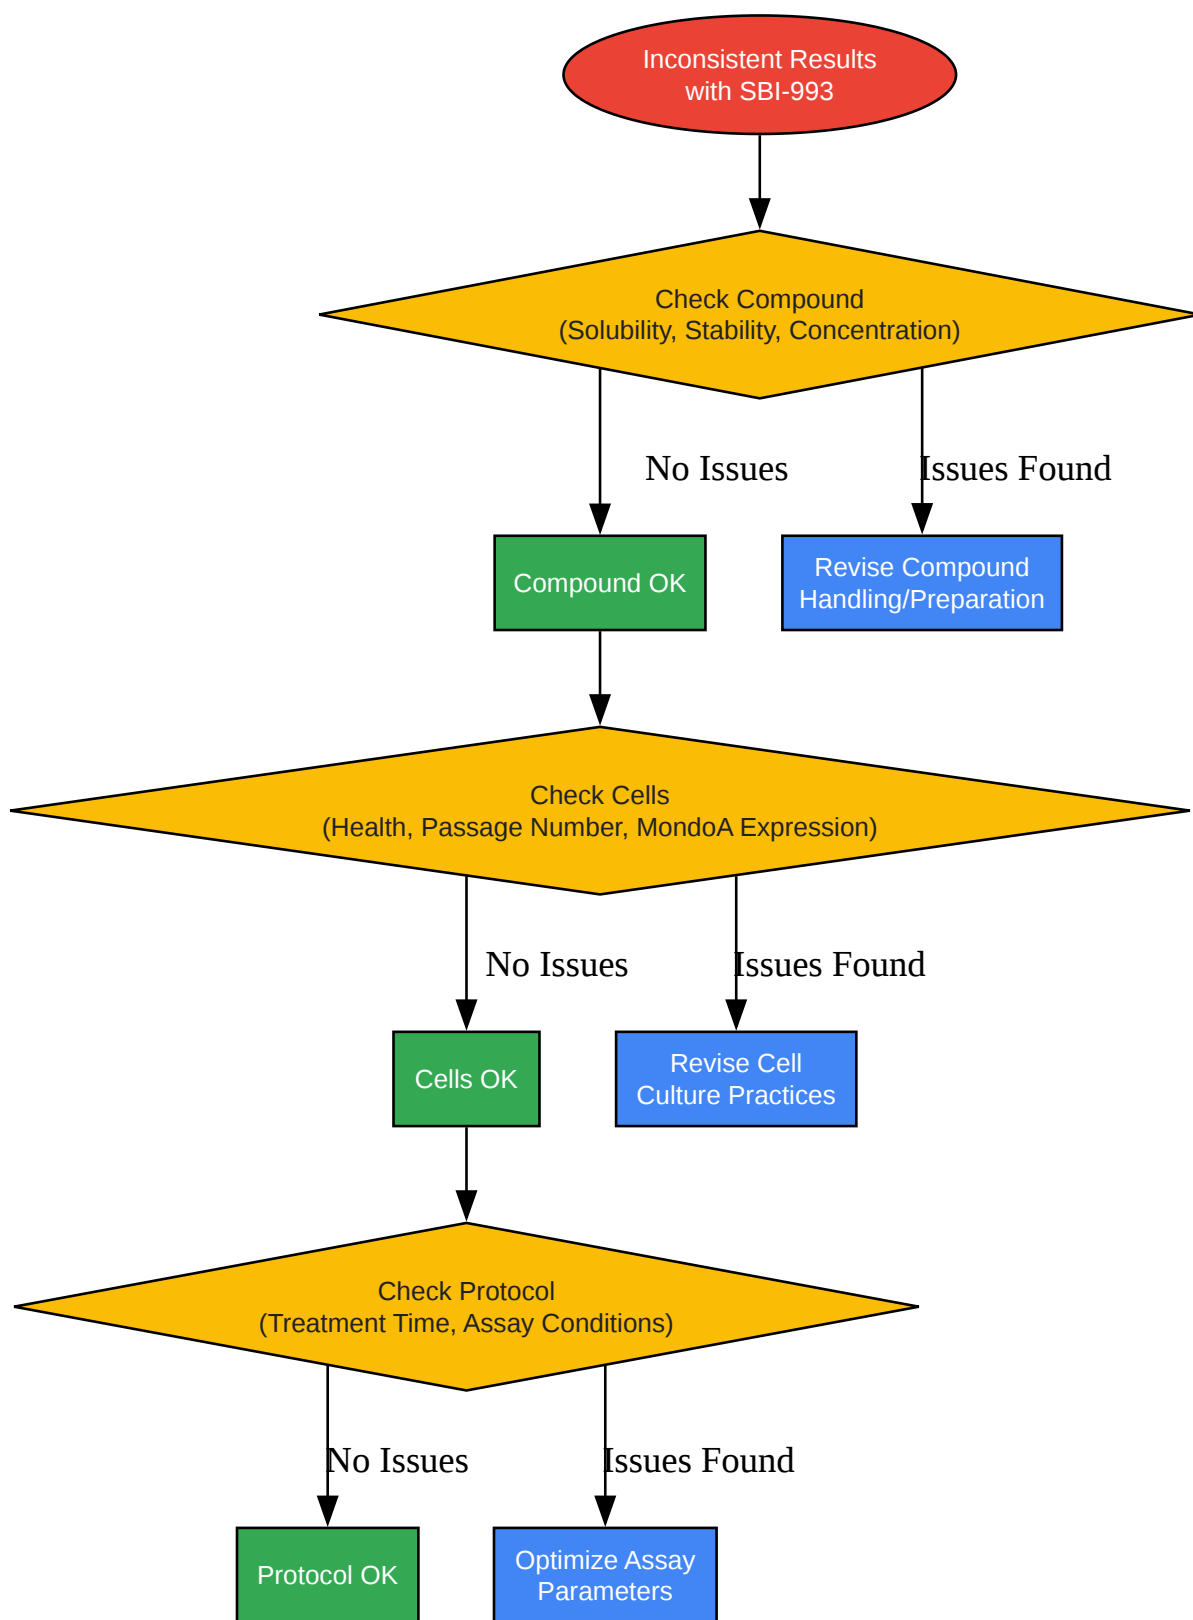 Inconsistent Results
with SBI-993
Check Compound
(Solubility, Stability, Concentration)
No Issues
Issues Found
Compound OK
Revise Compound
Handling/Preparation
Check Cells
(Health, Passage Number, MondoA Expression)
No Issues
Issues Found
Cells OK
Revise Cell
Culture Practices
Check Protocol
(Treatment Time, Assay Conditions)
No Issues
Issues Found
Protocol OK
Optimize Assay
Parameters